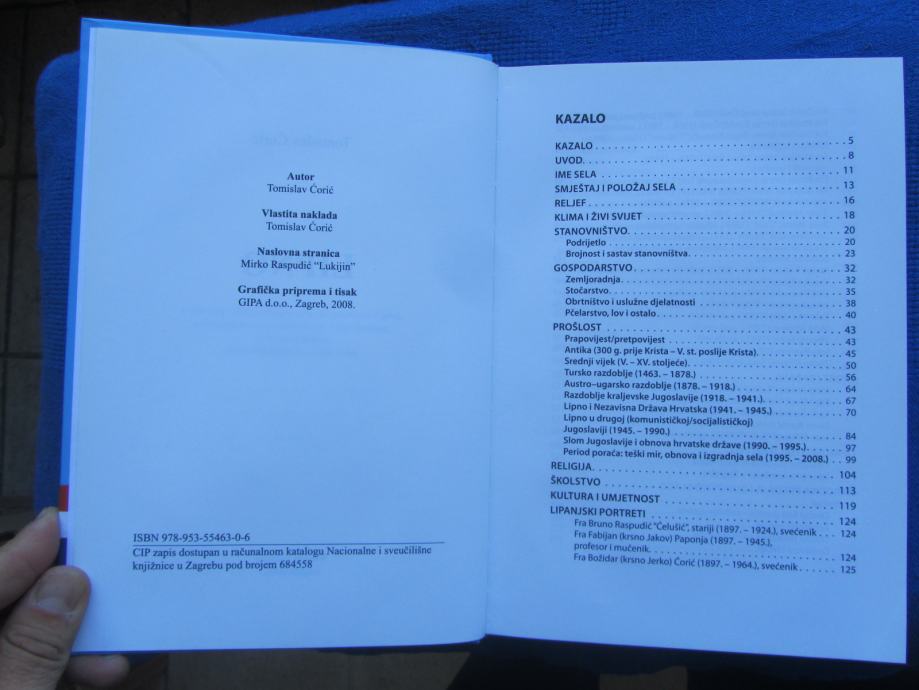 Autor
Tomislav Ćorić
Vlastita naklada
Tomislav Ćorić
Naslovna stranica
Mirko Raspudić “Lukijin”
Grafička priprema i tisak
GIPA d.o.o., Zagreb, 2008.
ISBN 978-953-55463-0-6
CIP zapis dostupan u računalnom katalogu Nacionalne i sveučilišne
knjižnice u Zagrebu pod brojem 684558
KAZALO
KAZALO . . . . . 5
UVOD. . . . . . 8
IME SELA . . . . . 11
SMJEŠTAJ I POLOŽAJ SELA . . . . . 13
RELJEF . . . . . 16
KLIMA I ŽIVI SVIJET . . . . . 18
STANOVNIŠTVO. . . . . . 20
Podrijetlo . . . . . 20
Brojnost i sastav stanovništva. . . . . . 23
GOSPODARSTVO. . . . . . 32
Zemljoradnja. . . . . . 32
Stočarstvo. . . . . . 35
Obrtništvo i uslužne djelatnosti . . . . . 38
Pčelarstvo, lov i ostalo. . . . . . 40
PROŠLOST . . . . . 43
Prapovijest/pretpovijest . . . . . 43
Antika (300 g. prije Krista – V. st. poslije Krista). . . . . . 45
Srednji vijek (V. – XV. stoljeće). . . . . . 50
Tursko razdoblje (1463. – 1878.) . . . . . 56
Austro–ugarsko razdoblje (1878. – 1918.) . . . . . 64
Razdoblje kraljevske Jugoslavije (1918. – 1941.). . . . . . 67
Lipno i Nezavisna Država Hrvatska (1941. – 1945.) . . . . . 70
Lipno u drugoj (komunističkoj/socijalističkoj)
Jugoslaviji (1945. – 1990.) . . . . . 84
Slom Jugoslavije i obnova hrvatske države (1990. – 1995.). . . . . . 97
Period poraća: teški mir, obnova i izgradnja sela (1995. – 2008.) . . 99
RELIGIJA. . . . . . 104
ŠKOLSTVO . . . . . 113
KULTURA I UMJETNOST . . . . . 119
LIPANJSKI PORTRETI . . . . . 124
Fra Bruno Raspudić “Ćelušić”, stariji (1897. – 1924.), svećenik . . 124
Fra Fabijan (krsno Jakov) Paponja (1897. – 1945.),
profesor i mučenik. . . . . . 124
Fra Božidar (krsno Jerko) Ćorić (1897. – 1964.), svećenik . . . . . 125